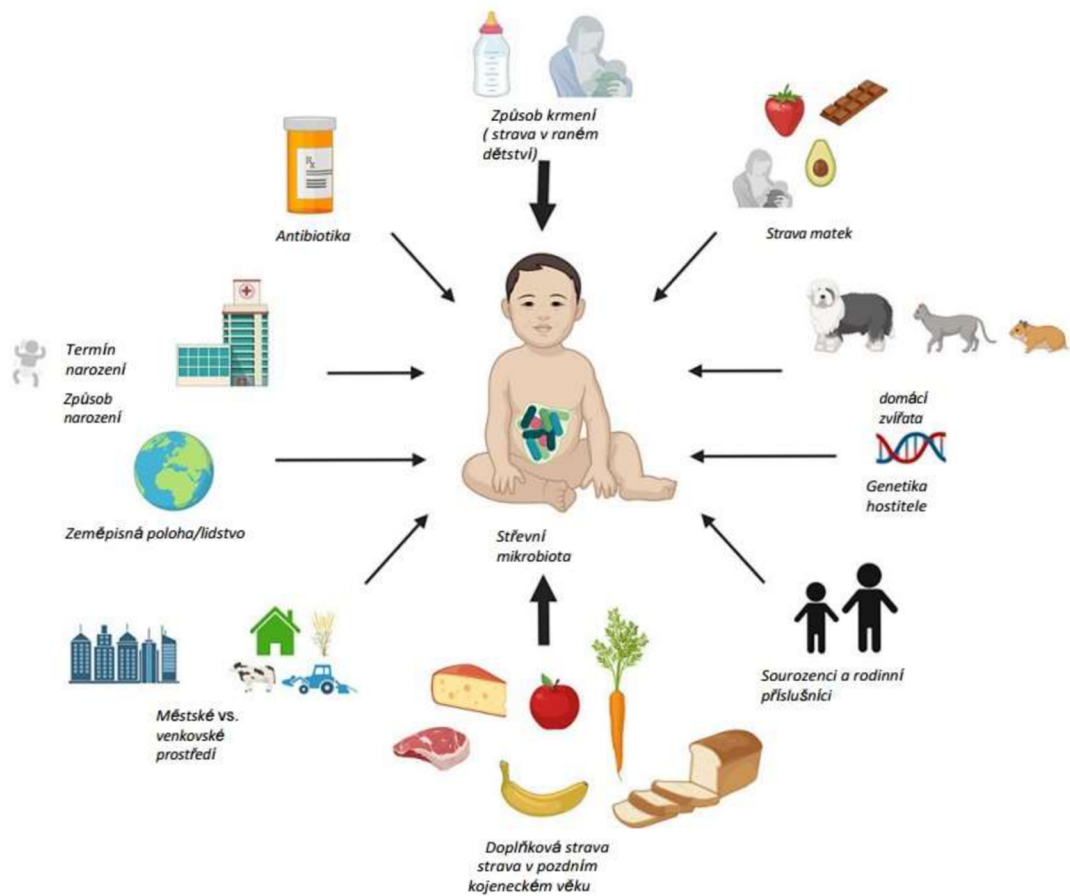 Způsob krmení
( strava v raném
dětství)
Antibiotika
Strava matek
Termín
narození
Způsob
narození
domácí
zvířata
Zeměpisná poloha/lidstvo
Genetika
hostitele
Střevní
mikrobiota
Městské vs.
venkovské
prostředí
Sourozenci a rodinní
příslušníci
Doplňková strava
strava v pozdním
kojeneckém věku